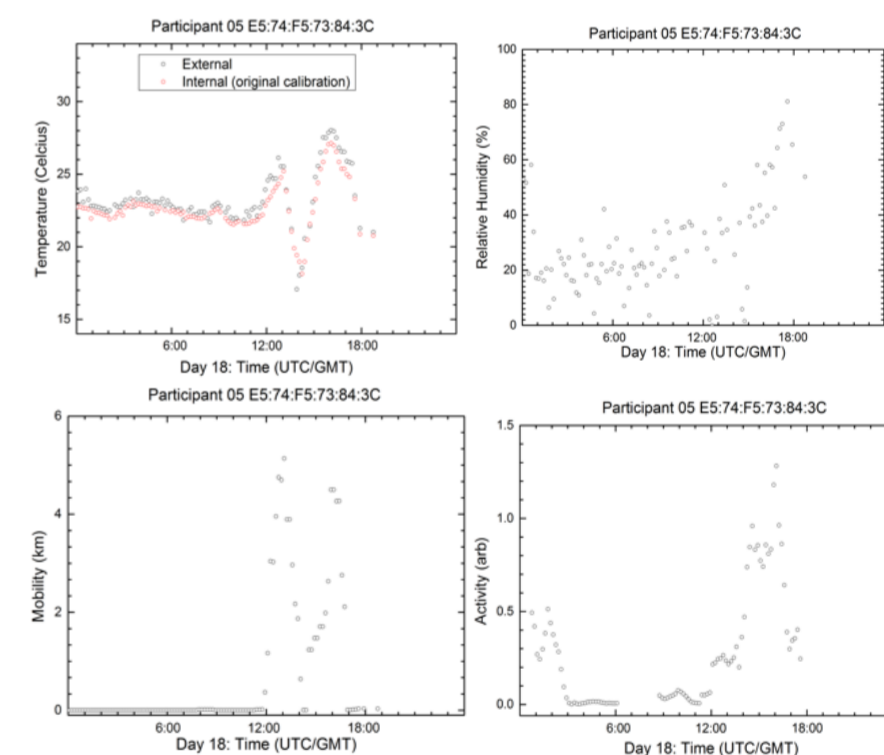 Participant 05 E5:74:F5:73:84:3C
External
Internal (original calibration)
30
25
20
15
Temperature (Celcius)
6:00 12:00 18:00
Day 18: Time (UTC/GMT)
Participant 05 E5:74:F5:73:84:3C
100
80
60
40
20
0
Relative Humidity (%)
6:00 12:00 18:00
Day 18: Time (UTC/GMT)
Participant 05 E5:74:F5:73:84:3C
6
4
2
0
Mobility (km)
6:00 12:00 18:00
Day 18: Time (UTC/GMT)
Participant 05 E5:74:F5:73:84:3C
1.5
1.0
0.5
0.0
Activity (arb)
6:00 12:00 18:00
Day 18: Time (UTC/GMT)